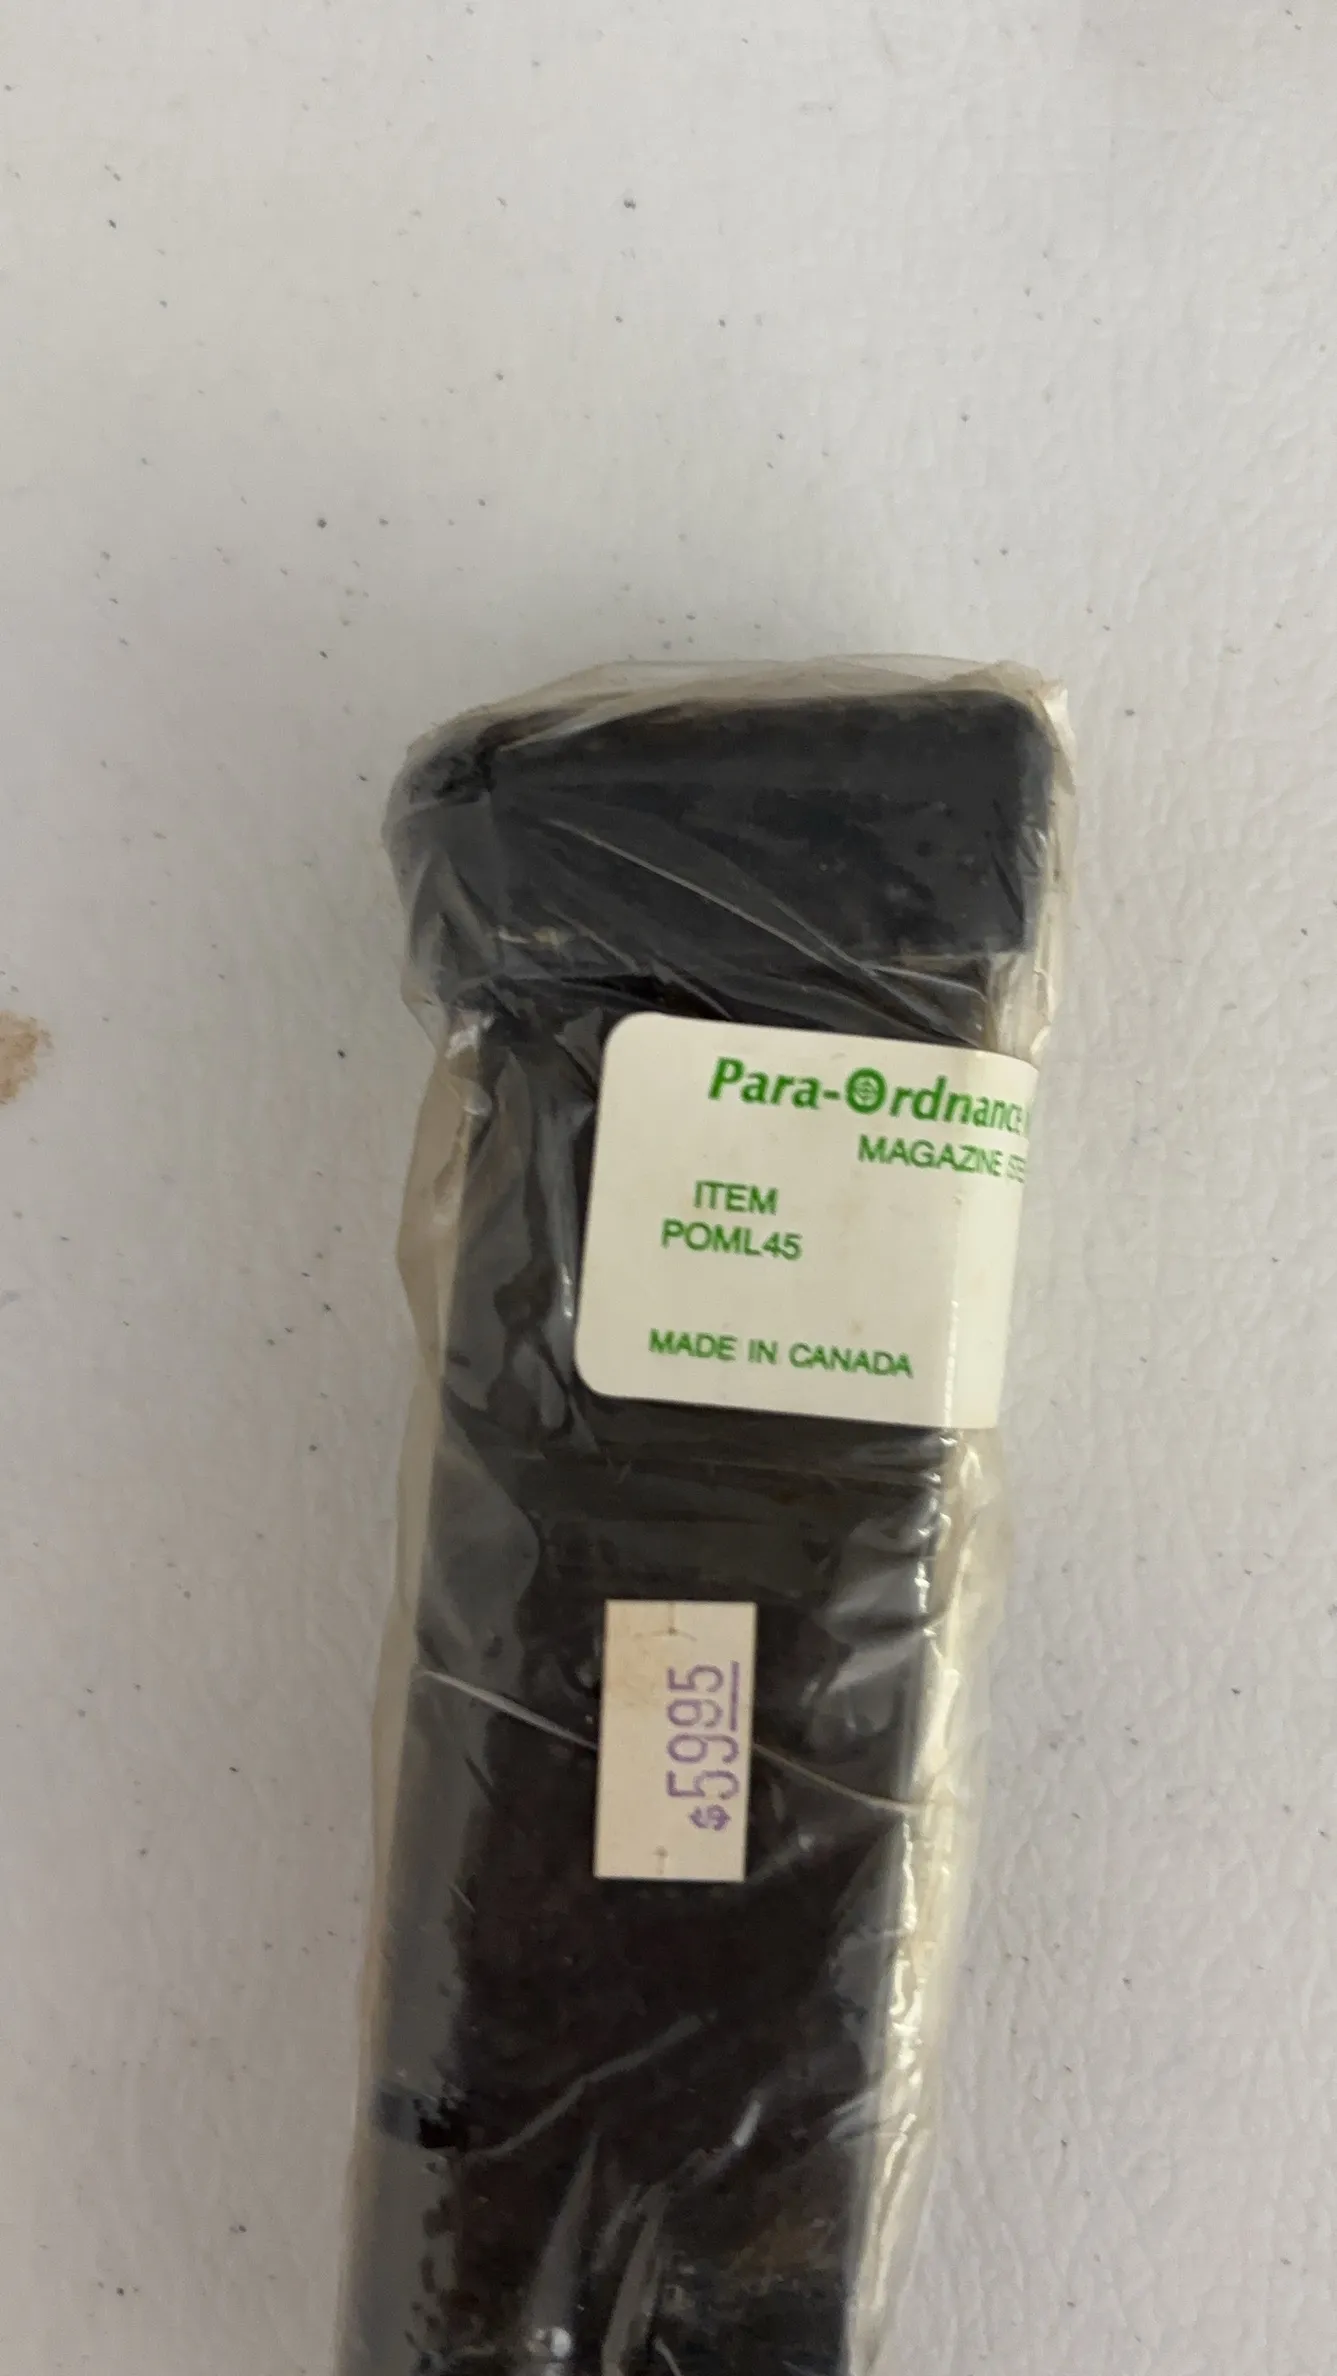 Para-Ordnance
MAGAZINE
ITEM
POML45
MADE IN CANADA
$5995